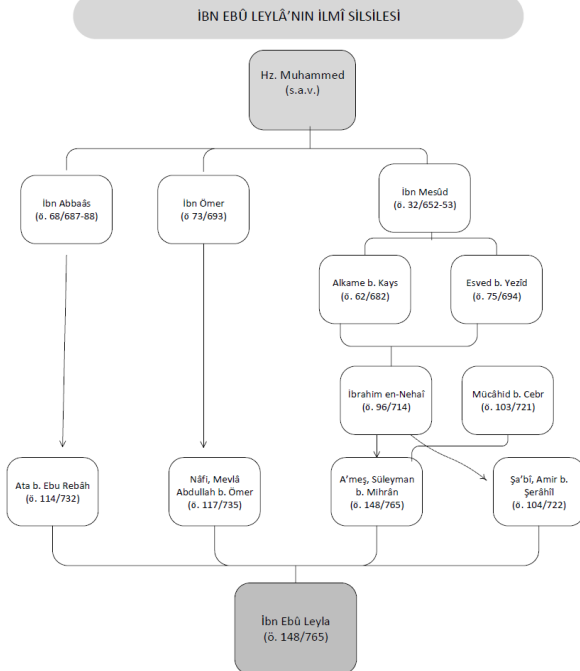 İBN EBÛ LEYLÂ’NIN İLMÎ SİLSİLESİ
Hz. Muhammed
(s.a.v.)
İbn Abbaâs
(ö. 68/687-88)
İbn Ömer
(ö 73/693)
İbn Mesûd
(ö. 32/652-53)
Alkame b. Kays
(ö. 62/682)
Esved b. Yezîd
(ö. 75/694)
İbrahim en-Nehaî
(ö. 96/714)
Mücâhid b. Cebr
(ö. 103/721)
Ata b. Ebu Rebâh
(ö. 114/732)
Nâfi, Mevlâ
Abdullah b. Ömer
(ö. 117/735)
A’meş, Süleyman
b. Mihrân
(ö. 148/765)
Şa’bî, Amir b.
Şerâhîl
(ö. 104/722)
İbn Ebû Leyla
(ö. 148/765)